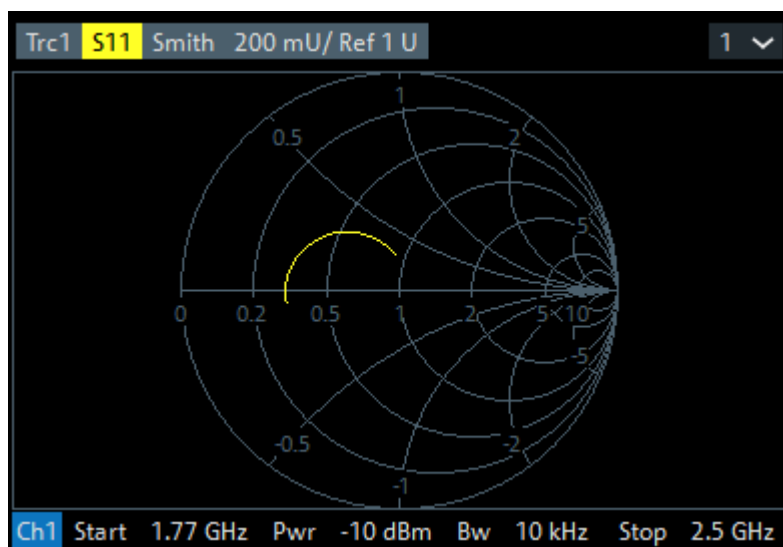 Trc1 S11 Smith 200 mU/ Ref 1 U 1
1
0.5 2
5
0 0.2 0.5 1 2 5 10
-5
-0.5 -2
-1
Ch1 Start 1.77 GHz Pwr -10 dBm Bw 10 kHz Stop 2.5 GHz